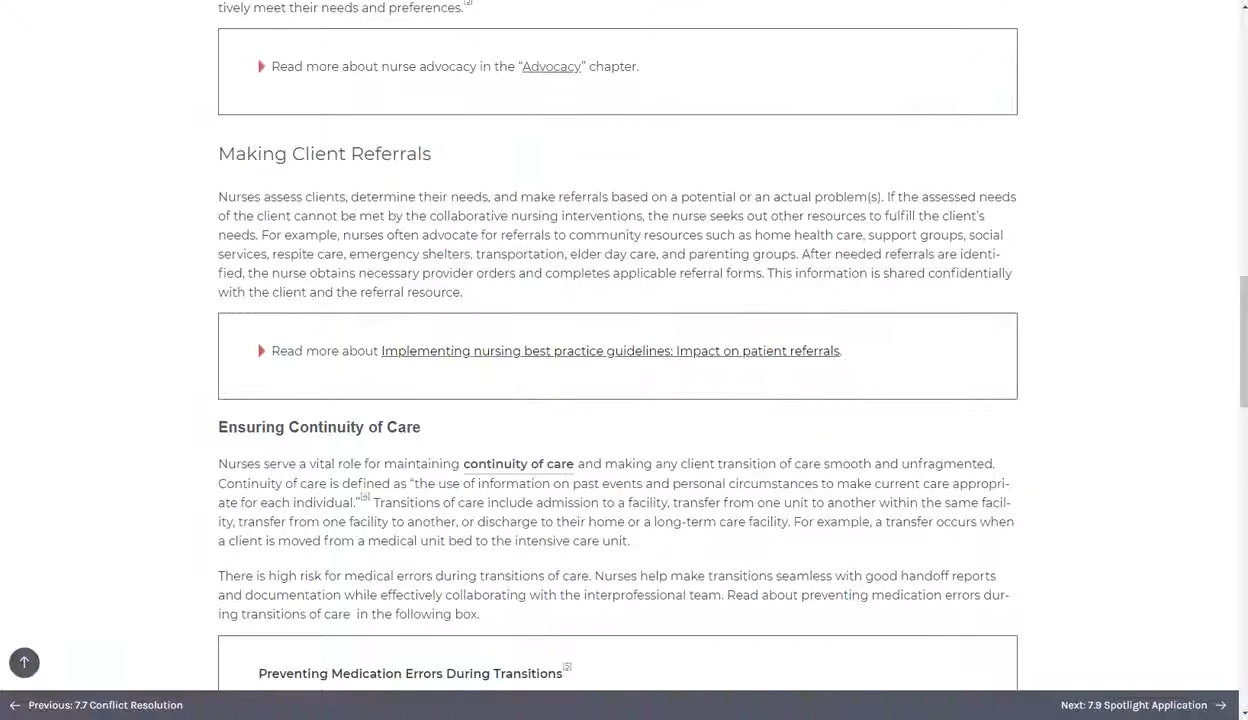 tively meet their needs and preferences.[3]
Read more about nurse advocacy in the “Advocacy” chapter.
Making Client Referrals
Nurses assess clients, determine their needs, and make referrals based on a potential or an actual problem(s). If the assessed needs
of the client cannot be met by the collaborative nursing interventions, the nurse seeks out other resources to fulfill the client’s
needs. For example, nurses often advocate for referrals to community resources such as home health care, support groups, social
services, respite care, emergency shelters, transportation, elder day care, and parenting groups. After needed referrals are identi-
fied, the nurse obtains necessary provider orders and completes applicable referral forms. This information is shared confidentially
with the client and the referral resource.
Read more about Implementing nursing best practice guidelines: Impact on patient referrals.
Ensuring Continuity of Care
Nurses serve a vital role for maintaining continuity of care and making any client transition of care smooth and unfragmented.
Continuity of care is defined as “the use of information on past events and personal circumstances to make current care appropri-
ate for each individual.”[4] Transitions of care include admission to a facility, transfer from one unit to another within the same facil-
ity, transfer from one facility to another, or discharge to their home or a long-term care facility. For example, a transfer occurs when
a client is moved from a medical unit bed to the intensive care unit.
There is high risk for medical errors during transitions of care. Nurses help make transitions seamless with good handoff reports
and documentation while effectively collaborating with the interprofessional team. Read about preventing medication errors dur-
ing transitions of care in the following box.
Preventing Medication Errors During Transitions[5]
← Previous: 7.7 Conflict Resolution
Next: 7.9 Spotlight Application →